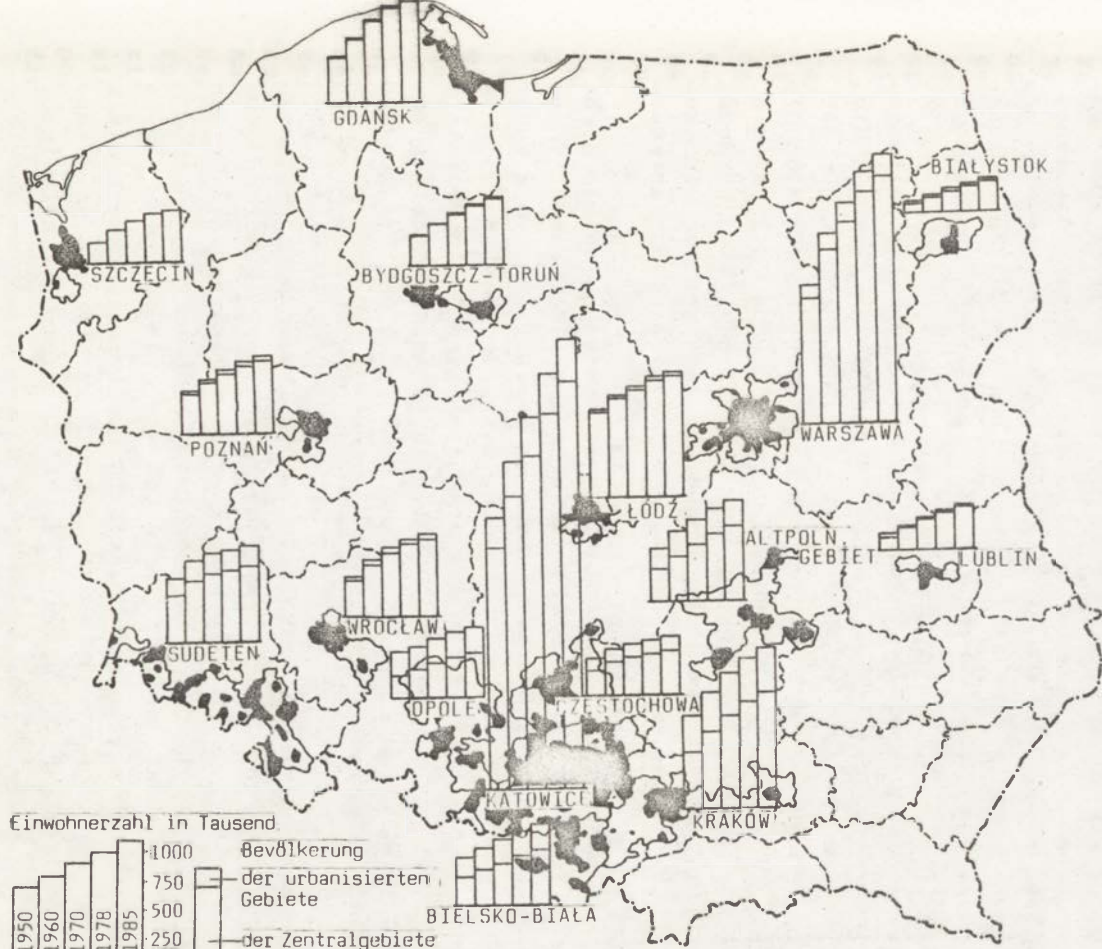 GDAŃSK
BIAŁYSTOK
SZCZECIN
BYDGOSZCZ-TORUŃ
WARSZAWA
POZNAŃ
ŁÓDŹ
ALTPOLN.
GEBIET
LUBLIN
WROCŁAW
SUDETEN
OPOLE
CZĘSTOCHOWA
KATOWICE
KRAKÓW
BIELSKO-BIAŁA
Einwohnerzahl in Tausend
1950
1960
1970
1978
1985
1000
750
500
250
Bevölkerung
der urbanisierten
Gebiete
der Zentralgebiete